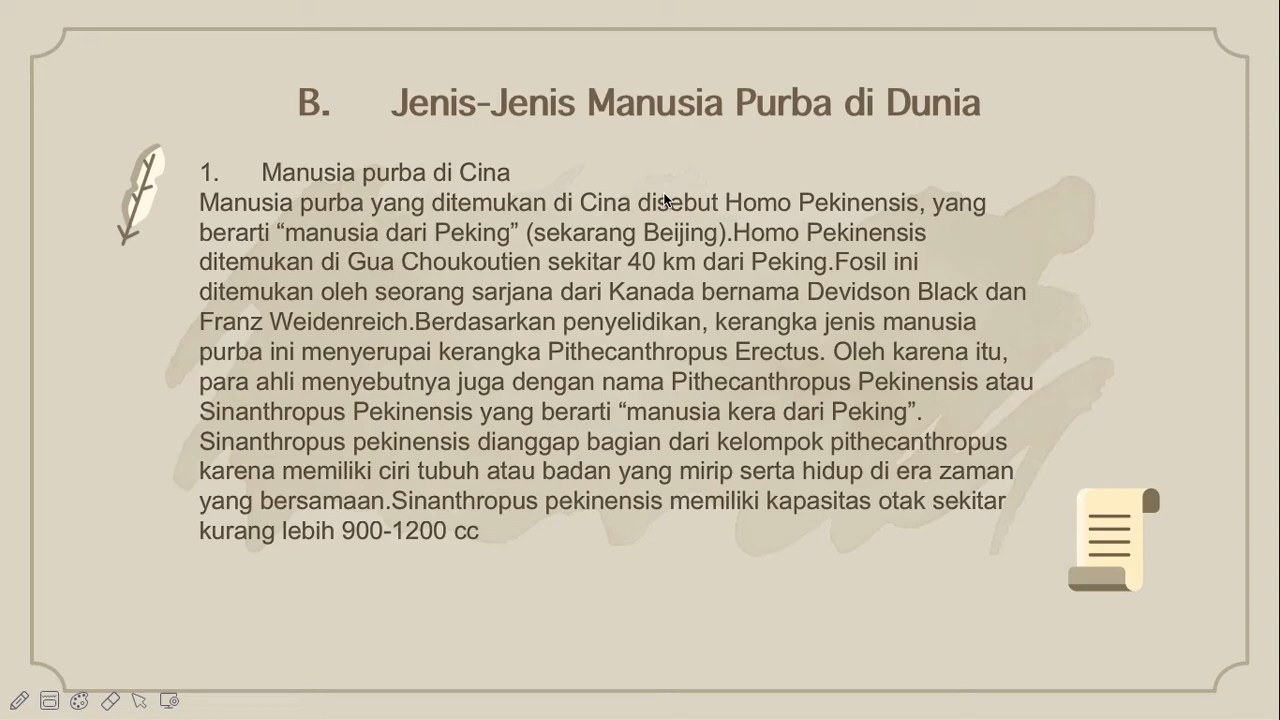 B. Jenis-Jenis Manusia Purba di Dunia
1. Manusia purba di Cina
Manusia purba yang ditemukan di Cina disebut Homo Pekinensis, yang
berarti “manusia dari Peking” (sekarang Beijing).Homo Pekinensis
ditemukan di Gua Choukoutien sekitar 40 km dari Peking.Fosil ini
ditemukan oleh seorang sarjana dari Kanada bernama Devidson Black dan
Franz Weidenreich.Berdasarkan penyelidikan, kerangka jenis manusia
purba ini menyerupai kerangka Pithecanthropus Erectus. Oleh karena itu,
para ahli menyebutnya juga dengan nama Pithecanthropus Pekinensis atau
Sinanthropus Pekinensis yang berarti “manusia kera dari Peking”.
Sinanthropus pekinensis dianggap bagian dari kelompok pithecanthropus
karena memiliki ciri tubuh atau badan yang mirip serta hidup di era zaman
yang bersamaan.Sinanthropus pekinensis memiliki kapasitas otak sekitar
kurang lebih 900-1200 cc